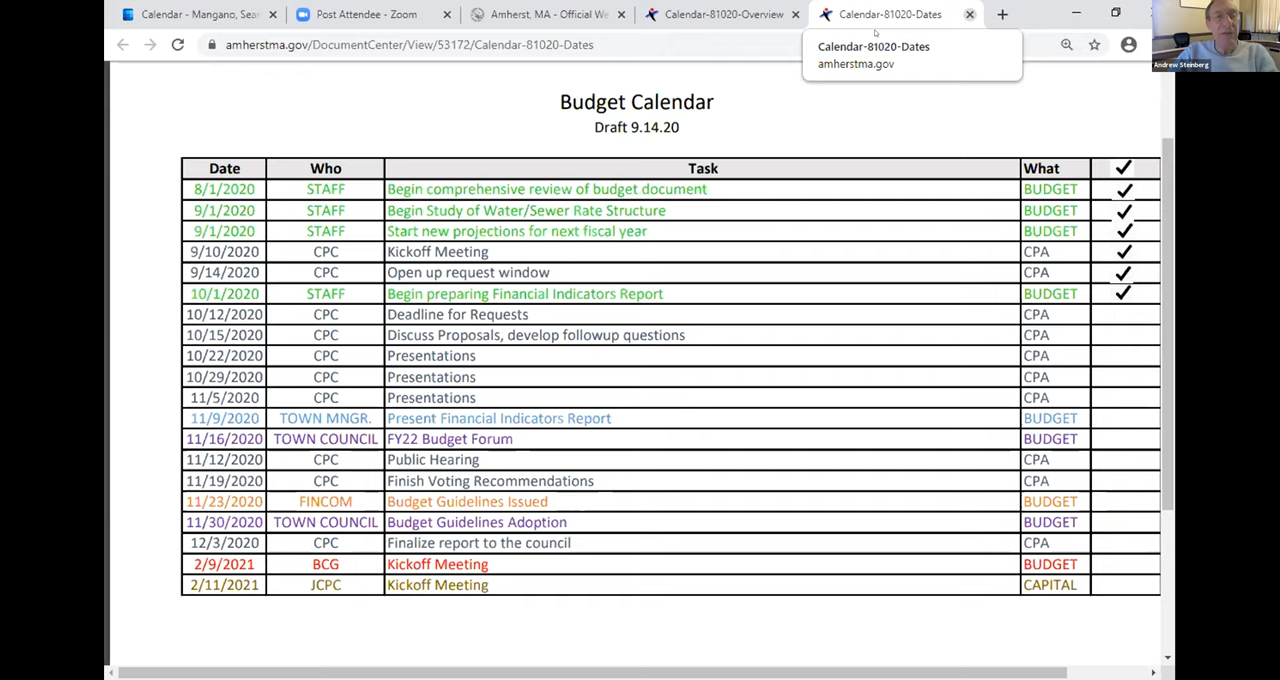 Calendar - Mangano, Sean
Post Attendee - Zoom
Amherst, MA - Official We
Calendar-81020-Overview
Calendar-81020-Dates
amherstma.gov/DocumentCenter/View/53172/Calendar-81020-Dates
Calendar-81020-Dates
amherstma.gov
Andrew Steinberg
Budget Calendar
Draft 9.14.20
Date Who Task What ✓
8/1/2020 STAFF Begin comprehensive review of budget document BUDGET ✓
9/1/2020 STAFF Begin Study of Water/Sewer Rate Structure BUDGET ✓
9/1/2020 STAFF Start new projections for next fiscal year BUDGET ✓
9/10/2020 CPC Kickoff Meeting CPA ✓
9/14/2020 CPC Open up request window CPA ✓
10/1/2020 STAFF Begin preparing Financial Indicators Report BUDGET ✓
10/12/2020 CPC Deadline for Requests CPA
10/15/2020 CPC Discuss Proposals, develop followup questions CPA
10/22/2020 CPC Presentations CPA
10/29/2020 CPC Presentations CPA
11/5/2020 CPC Presentations CPA
11/9/2020 TOWN MNGR. Present Financial Indicators Report BUDGET
11/16/2020 TOWN COUNCIL FY22 Budget Forum BUDGET
11/12/2020 CPC Public Hearing CPA
11/19/2020 CPC Finish Voting Recommendations CPA
11/23/2020 FINCOM Budget Guidelines Issued BUDGET
11/30/2020 TOWN COUNCIL Budget Guidelines Adoption BUDGET
12/3/2020 CPC Finalize report to the council CPA
2/9/2021 BCG Kickoff Meeting BUDGET
2/11/2021 JCPC Kickoff Meeting CAPITAL